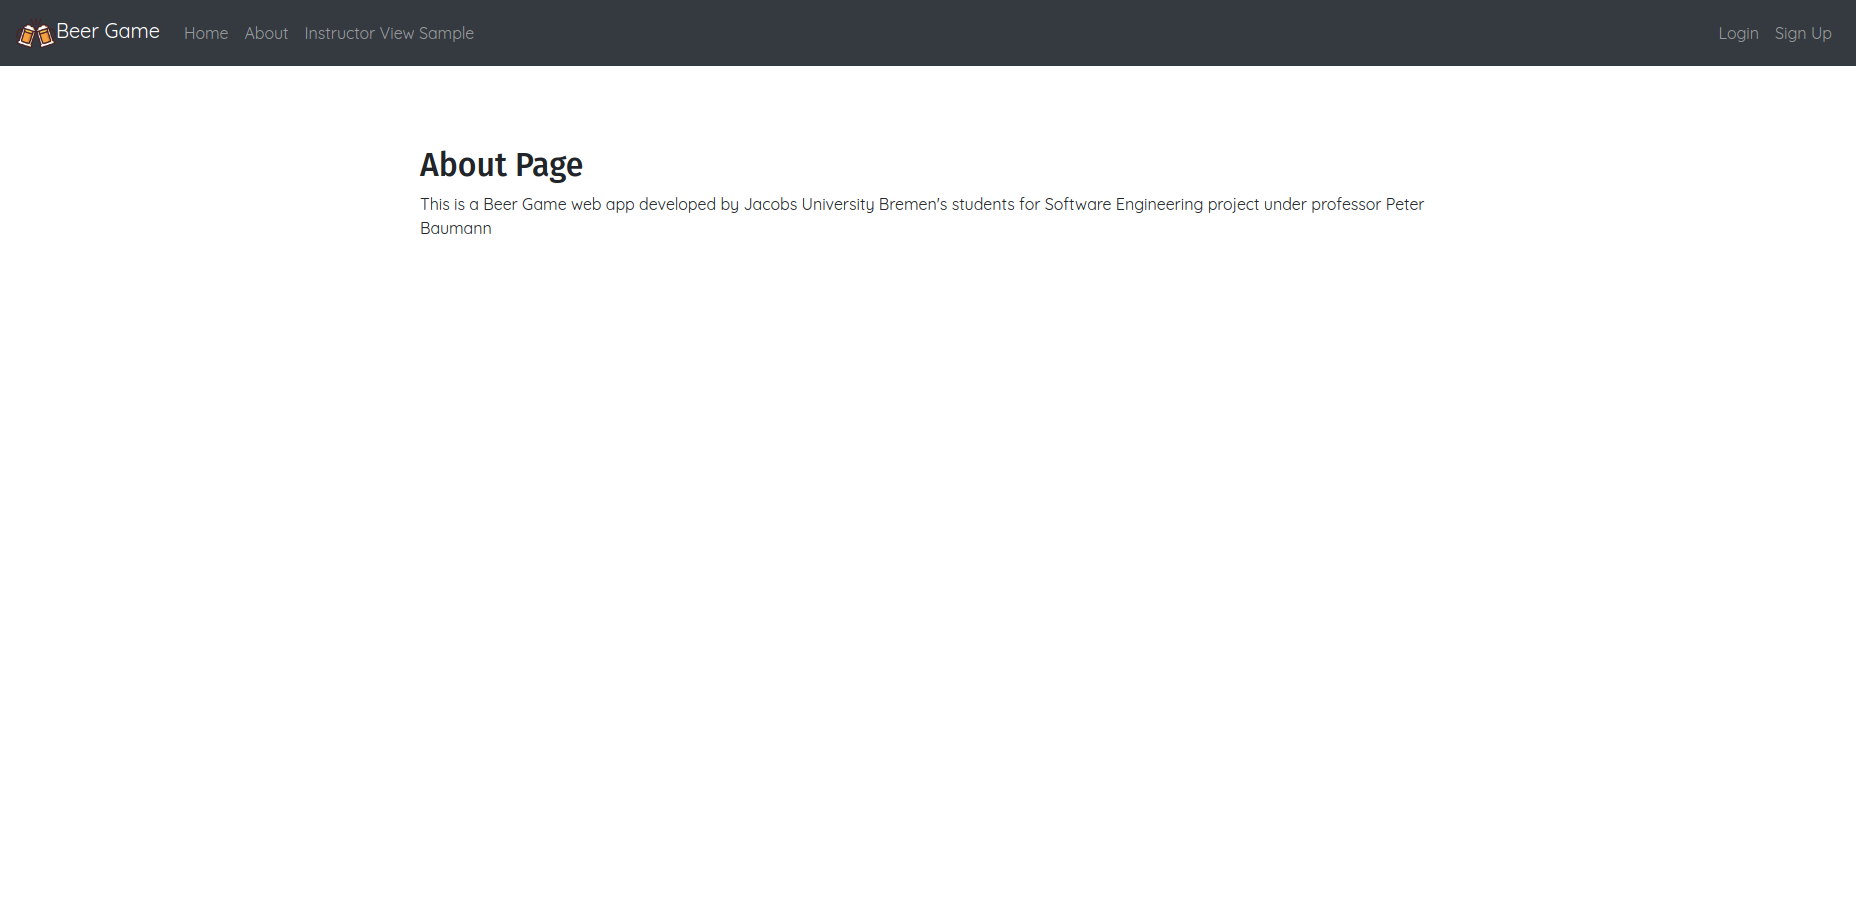 Beer Game Home About Instructor View Sample Login Sign Up
About Page
This is a Beer Game web app developed by Jacobs University Bremen's students for Software Engineering project under professor Peter
Baumann